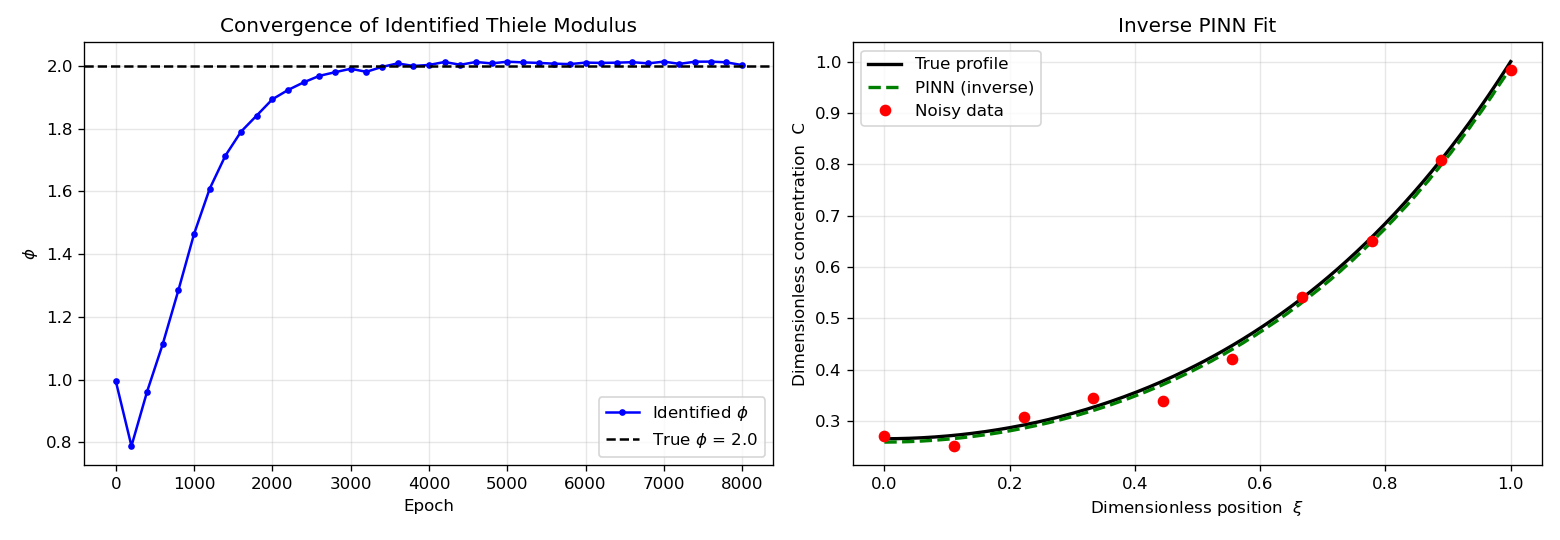 Convergence of Identified Thiele Modulus
2.0
1.8
1.6
1.4
1.2
1.0
0.8
ϕ
0
1000
2000
3000
4000
5000
6000
7000
8000
Epoch
Identified ϕ
True ϕ = 2.0
Inverse PINN Fit
1.0
0.9
0.8
0.7
0.6
0.5
0.4
0.3
Dimensionless concentration C
0.0
0.2
0.4
0.6
0.8
1.0
Dimensionless position ξ
True profile
PINN (inverse)
Noisy data